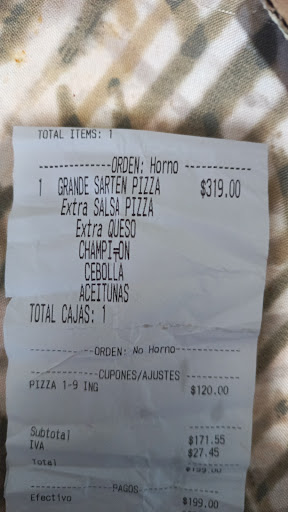 TOTAL ITEMS: 1
-------------ORDEN: Horno -------------
1 GRANDE SARTEN PIZZA $319.00
Extra SALSA PIZZA
Extra QUESO
CHAMPI-ON
CEBOLLA
ACEITUNAS
TOTAL CAJAS: 1
-------------ORDEN: No Horno-------------
-------------CUPONES/AJUSTES -------------
PIZZA 1-9 ING $120.00
Subtotal $171.55
IVA $27.45
Total $199.00
-------------PAGOS-------------
Efectivo $199.00